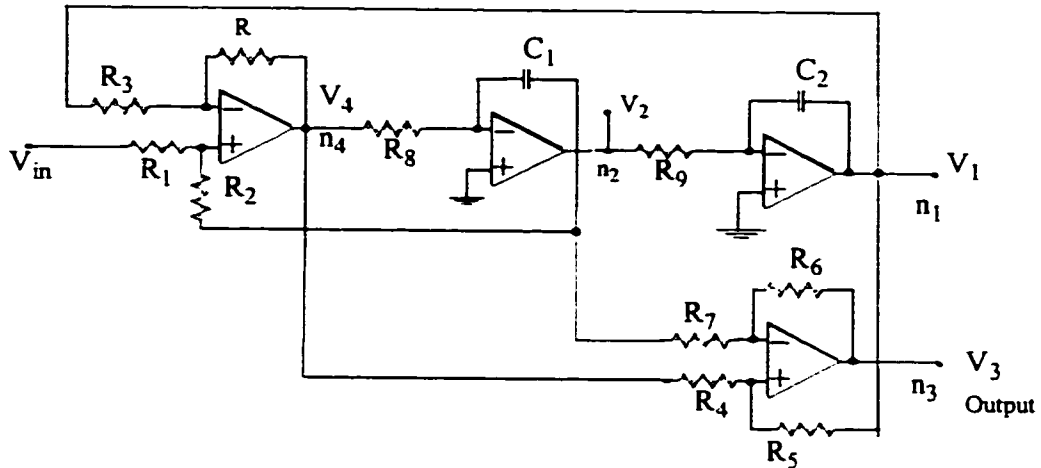 R
C₁
C₂
R₃
V₄
V₂
V₁
n₄
R₈
n₂
R₉
n₁
V_in
R₁
R₂
R₆
R₇
R₄
n₃
V₃
Output
R₅